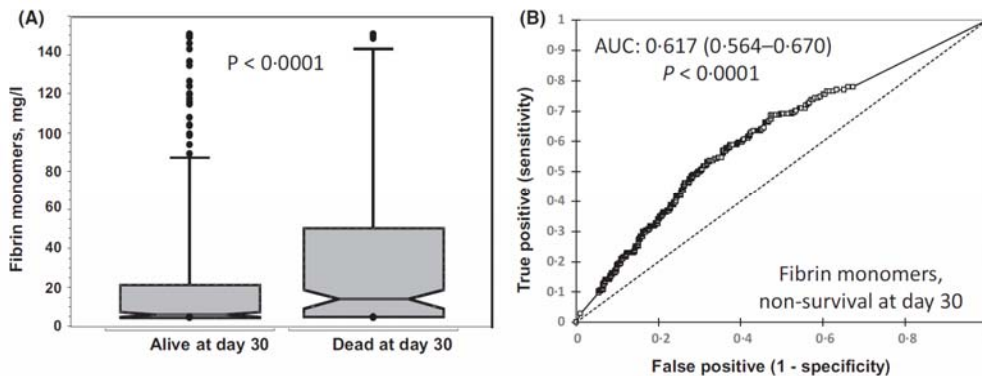 (A)
Fibrin monomers, mg/l
140
120
100
80
60
40
20
0
P < 0·0001
Alive at day 30
Dead at day 30
(B)
True positive (sensitivity)
1
0·9
0·8
0·7
0·6
0·5
0·4
0·3
0·2
0·1
0
AUC: 0·617 (0·564–0·670)
P < 0·0001
Fibrin monomers,
non-survival at day 30
0
0·2
0·4
0·6
0·8
False positive (1 - specificity)